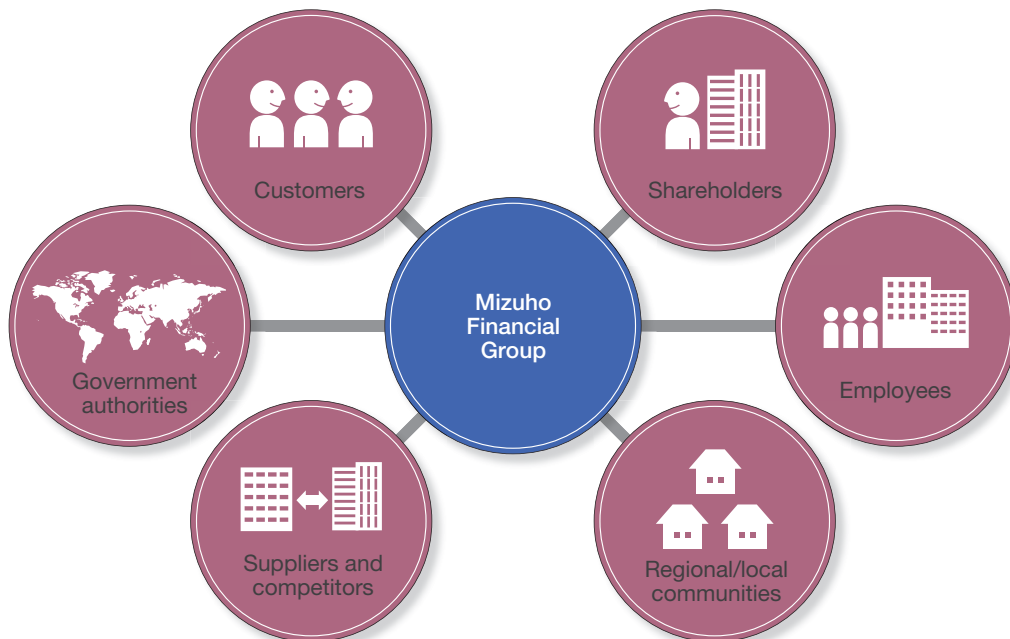 Customers
Shareholders
Mizuho
Financial
Group
Government
authorities
Employees
Suppliers and
competitors
Regional/local
communities